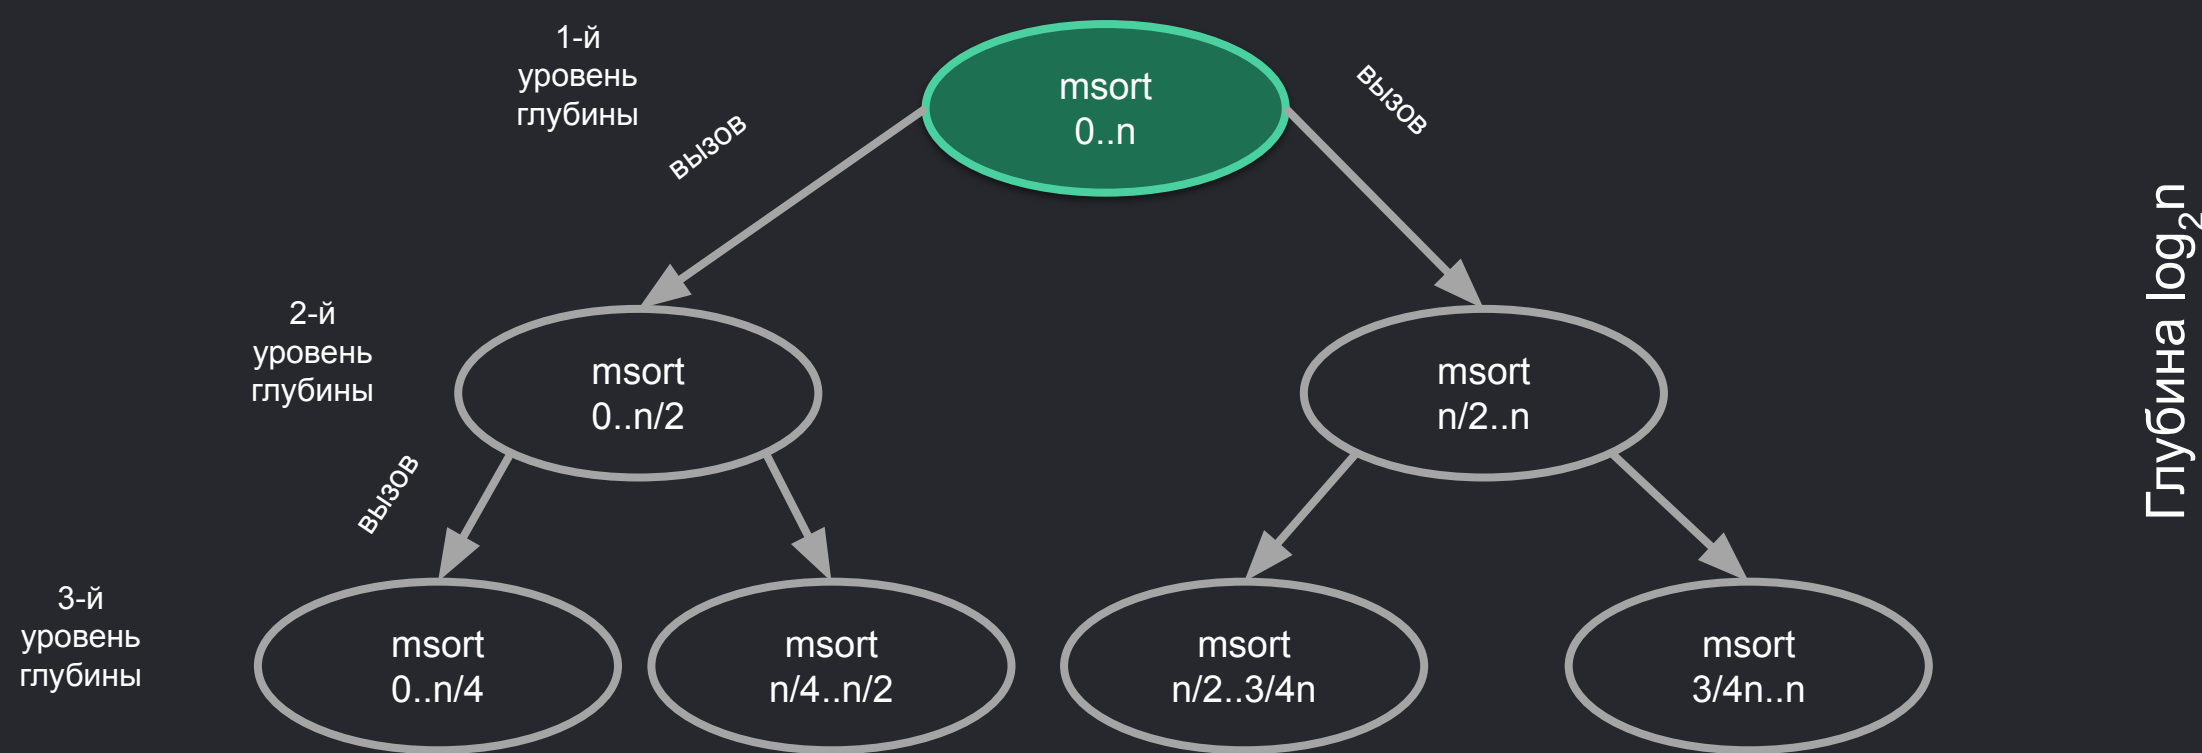 1-й
уровень
глубины
вызов
msort
0..n
вызов
Глубина log₂n
2-й
уровень
глубины
msort
0..n/2
msort
n/2..n
вызов
3-й
уровень
глубины
msort
0..n/4
msort
n/4..n/2
msort
n/2..3/4n
msort
3/4n..n